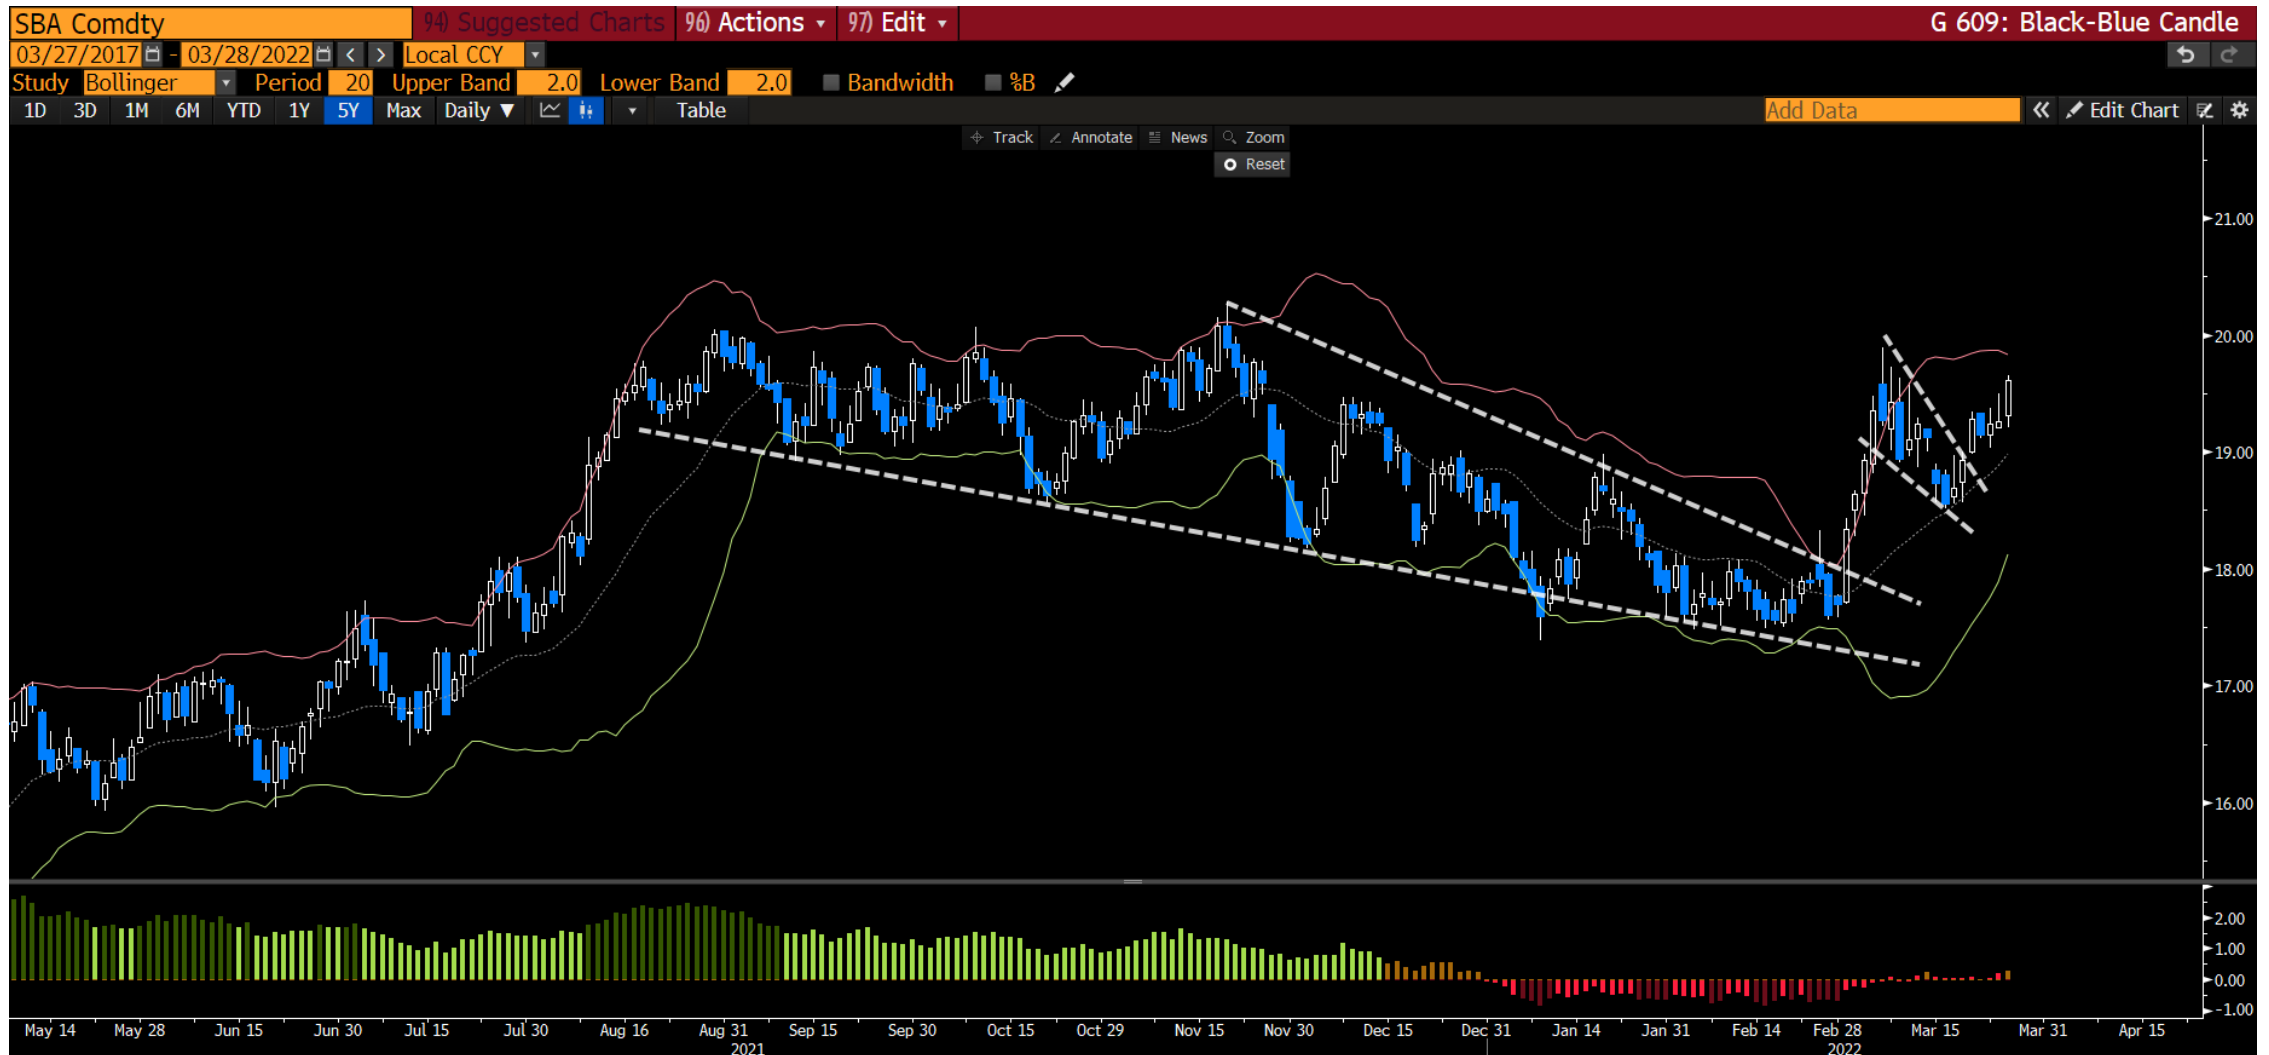 SBA Comdty 94) Suggested Charts 96) Actions 97) Edit G 609: Black-Blue Candle
03/27/2017 - 03/28/2022 < > Local CCY
Study Bollinger Period 20 Upper Band 2.0 Lower Band 2.0 Bandwidth %B
1D 3D 1M 6M YTD 1Y 5Y Max Daily ▼ Table Add Data « Edit Chart
Track Annotate News Zoom
Reset
21.00
20.00
19.00
18.00
17.00
16.00
2.00
1.00
0.00
-1.00
May 14 May 28 Jun 15 Jun 30 Jul 15 Jul 30 Aug 16 Aug 31 Sep 15 Sep 30 Oct 15 Oct 29 Nov 15 Nov 30 Dec 15 Dec 31 Jan 14 Jan 31 Feb 14 Feb 28 Mar 15 Mar 31 Apr 15
2021 2022